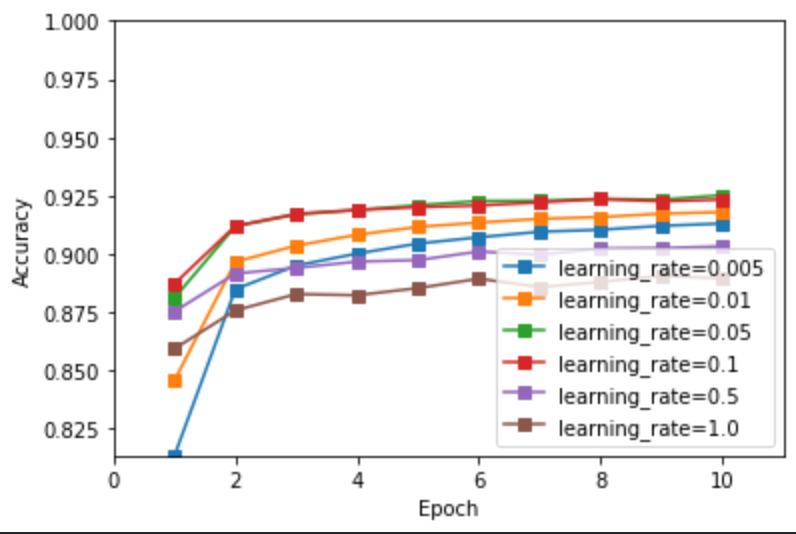 1.000
0.975
0.950
0.925
0.900
0.875
0.850
0.825
Accuracy
0 2 4 6 8 10
Epoch
learning_rate=0.005
learning_rate=0.01
learning_rate=0.05
learning_rate=0.1
learning_rate=0.5
learning_rate=1.0